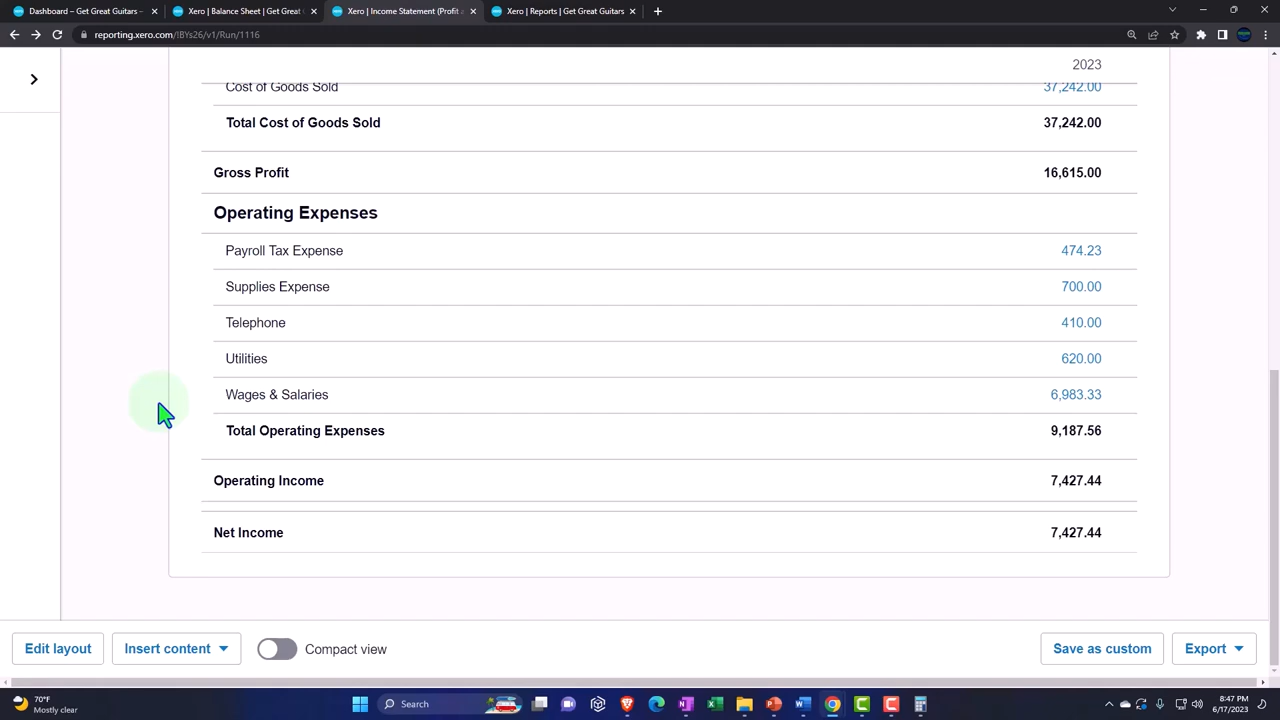 Dashboard – Get Great Guitars –
Xero | Balance Sheet | Get Great
Xero | Income Statement (Profit
Xero | Reports | Get Great Guitars
reporting.xero.com/!BYs26/v1/Run/1116
2023
Cost of Goods Sold 37,242.00
Total Cost of Goods Sold 37,242.00
Gross Profit 16,615.00
Operating Expenses
Payroll Tax Expense 474.23
Supplies Expense 700.00
Telephone 410.00
Utilities 620.00
Wages & Salaries 6,983.33
Total Operating Expenses 9,187.56
Operating Income 7,427.44
Net Income 7,427.44
Edit layout Insert content Compact view Save as custom Export
70°F
Mostly clear
Search
8:47 PM
6/17/2023